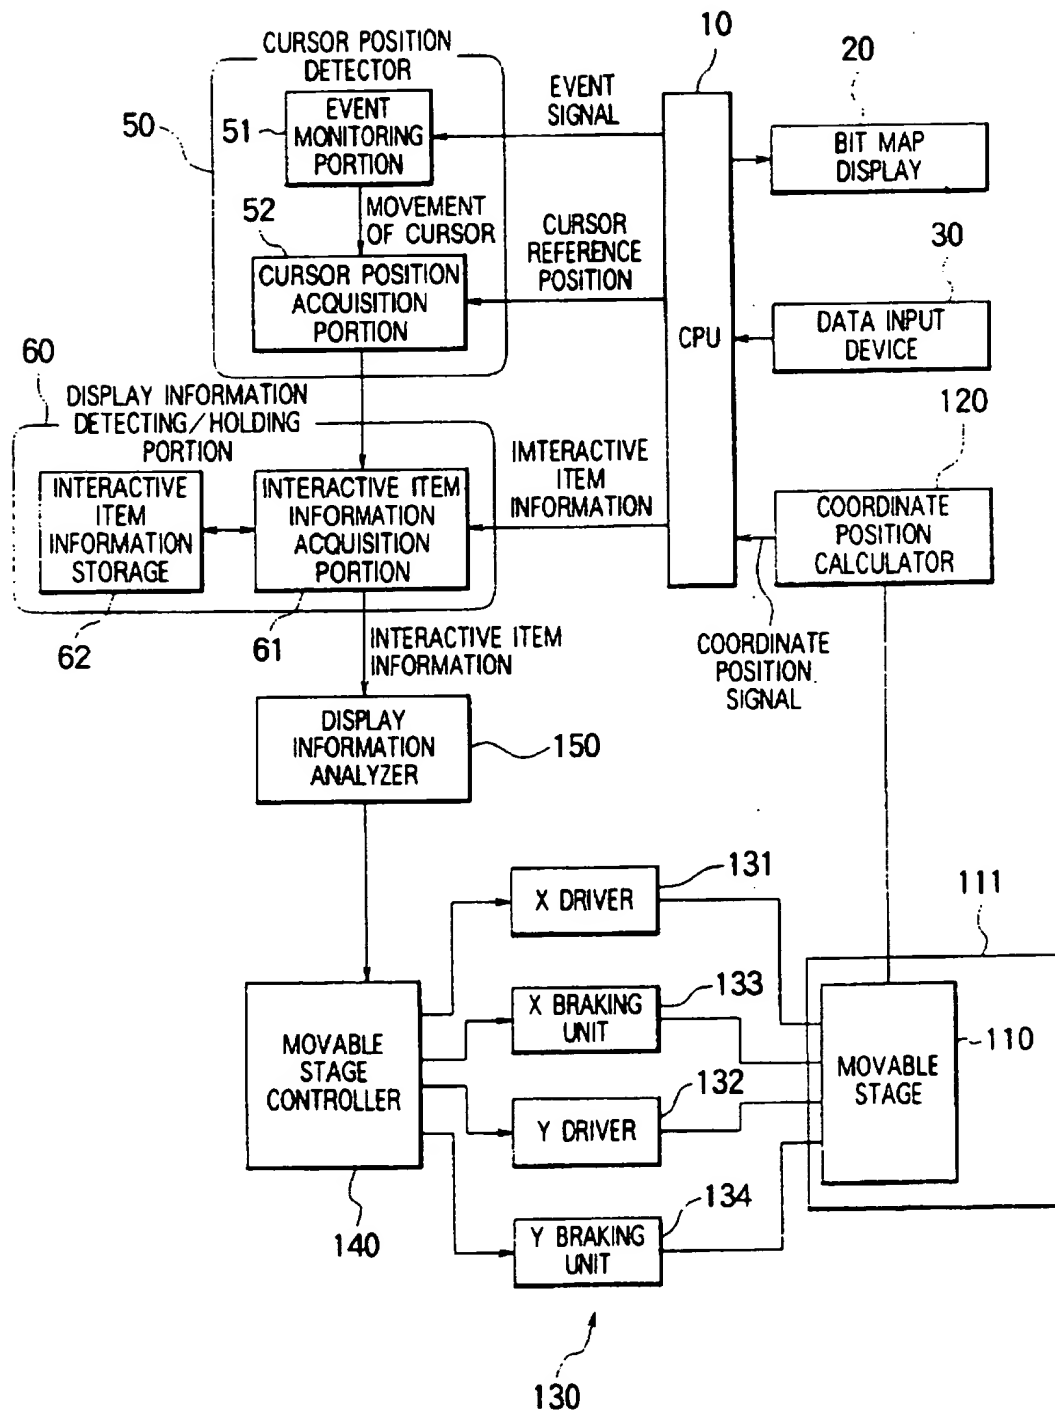 CURSOR POSITION
DETECTOR
50
51
EVENT
MONITORING
PORTION
EVENT
SIGNAL
10
20
BIT MAP
DISPLAY
52
MOVEMENT
OF CURSOR
CURSOR POSITION
ACQUISITION
PORTION
CURSOR
REFERENCE
POSITION
CPU
30
DATA INPUT
DEVICE
60
DISPLAY INFORMATION
DETECTING/HOLDING
PORTION
INTERACTIVE
ITEM
INFORMATION
STORAGE
62
INTERACTIVE ITEM
INFORMATION
ACQUISITION
PORTION
61
IMTERACTIVE
ITEM
INFORMATION
120
COORDINATE
POSITION
CALCULATOR
COORDINATE
POSITION
SIGNAL
INTERACTIVE ITEM
INFORMATION
DISPLAY
INFORMATION
ANALYZER
150
131
X DRIVER
133
X BRAKING
UNIT
132
Y DRIVER
134
Y BRAKING
UNIT
MOVABLE
STAGE
CONTROLLER
140
111
MOVABLE
STAGE
110
130